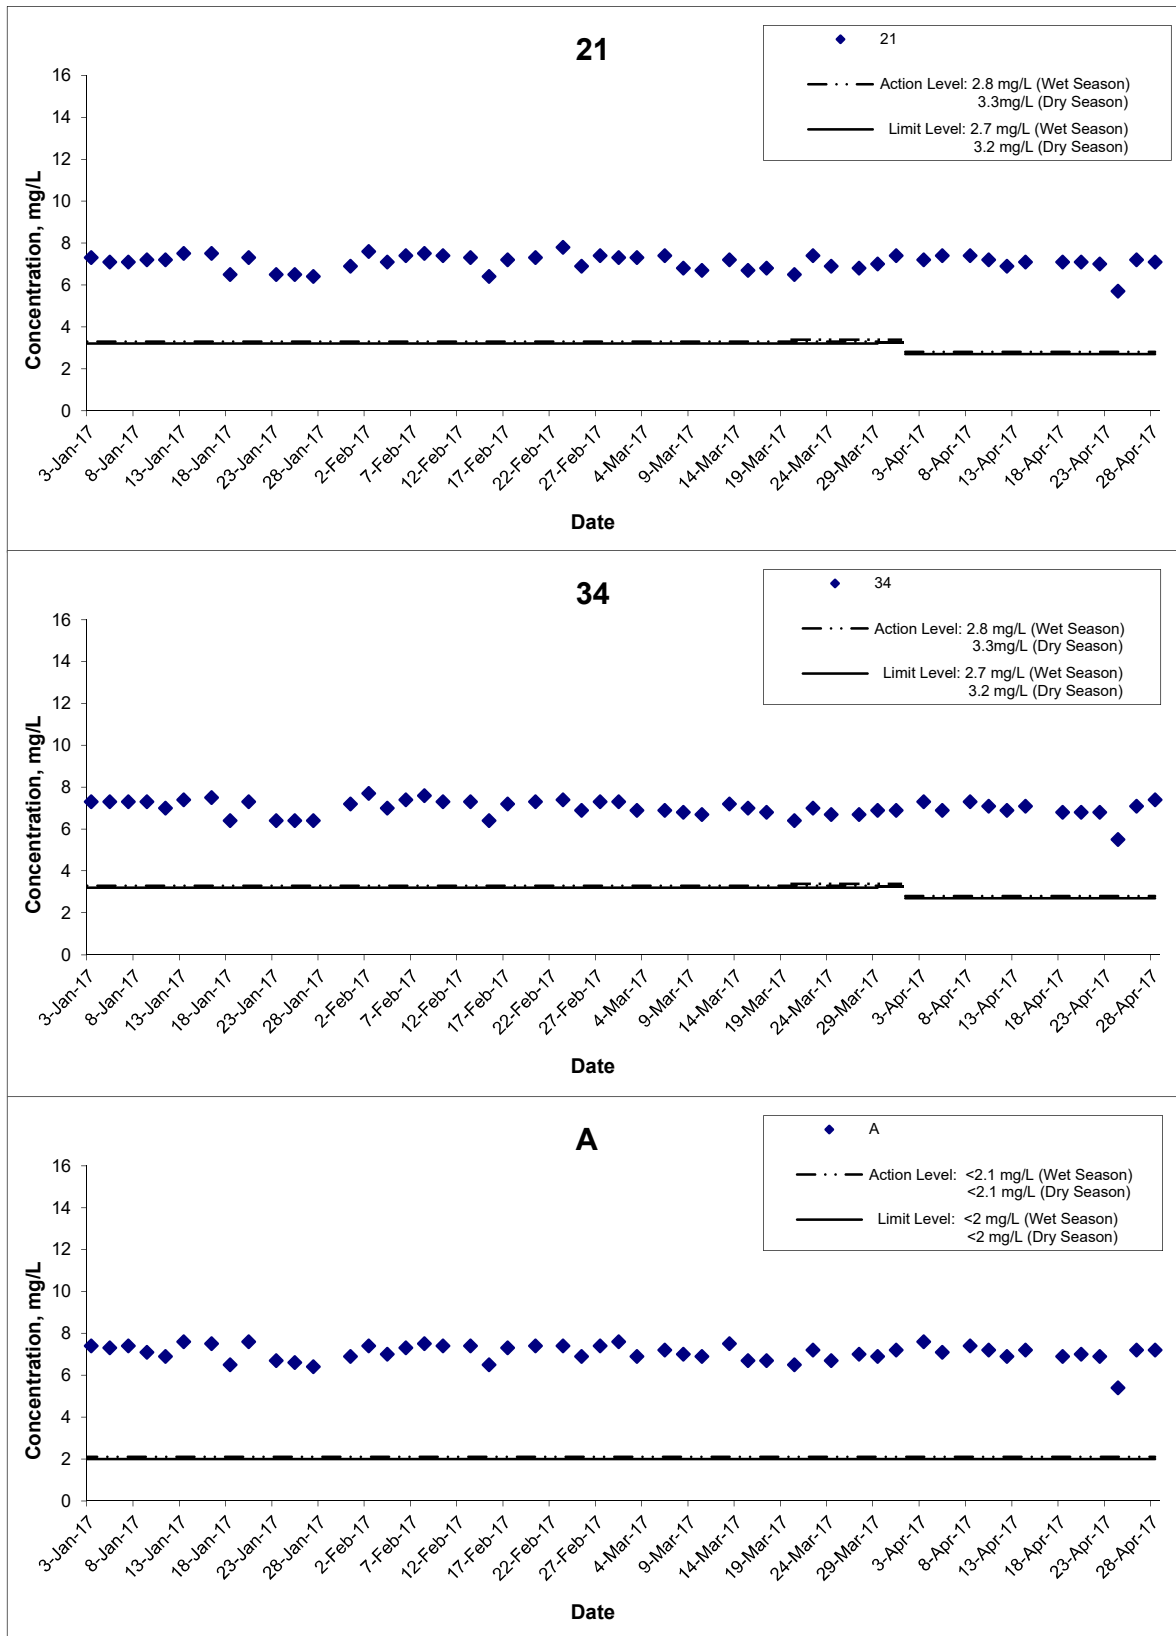 21
21
Action Level: 2.8 mg/L (Wet Season)
3.3mg/L (Dry Season)
Limit Level: 2.7 mg/L (Wet Season)
3.2 mg/L (Dry Season)
Concentration, mg/L
16
14
12
10
8
6
4
2
0
3-Jan-17 8-Jan-17 13-Jan-17 18-Jan-17 23-Jan-17 28-Jan-17 2-Feb-17 7-Feb-17 12-Feb-17 17-Feb-17 22-Feb-17 27-Feb-17 4-Mar-17 9-Mar-17 14-Mar-17 19-Mar-17 24-Mar-17 29-Mar-17 3-Apr-17 8-Apr-17 13-Apr-17 18-Apr-17 23-Apr-17 28-Apr-17
Date
34
34
Action Level: 2.8 mg/L (Wet Season)
3.3mg/L (Dry Season)
Limit Level: 2.7 mg/L (Wet Season)
3.2 mg/L (Dry Season)
Concentration, mg/L
16
14
12
10
8
6
4
2
0
3-Jan-17 8-Jan-17 13-Jan-17 18-Jan-17 23-Jan-17 28-Jan-17 2-Feb-17 7-Feb-17 12-Feb-17 17-Feb-17 22-Feb-17 27-Feb-17 4-Mar-17 9-Mar-17 14-Mar-17 19-Mar-17 24-Mar-17 29-Mar-17 3-Apr-17 8-Apr-17 13-Apr-17 18-Apr-17 23-Apr-17 28-Apr-17
Date
A
A
Action Level: <2.1 mg/L (Wet Season)
<2.1 mg/L (Dry Season)
Limit Level: <2 mg/L (Wet Season)
<2 mg/L (Dry Season)
Concentration, mg/L
16
14
12
10
8
6
4
2
0
3-Jan-17 8-Jan-17 13-Jan-17 18-Jan-17 23-Jan-17 28-Jan-17 2-Feb-17 7-Feb-17 12-Feb-17 17-Feb-17 22-Feb-17 27-Feb-17 4-Mar-17 9-Mar-17 14-Mar-17 19-Mar-17 24-Mar-17 29-Mar-17 3-Apr-17 8-Apr-17 13-Apr-17 18-Apr-17 23-Apr-17 28-Apr-17
Date